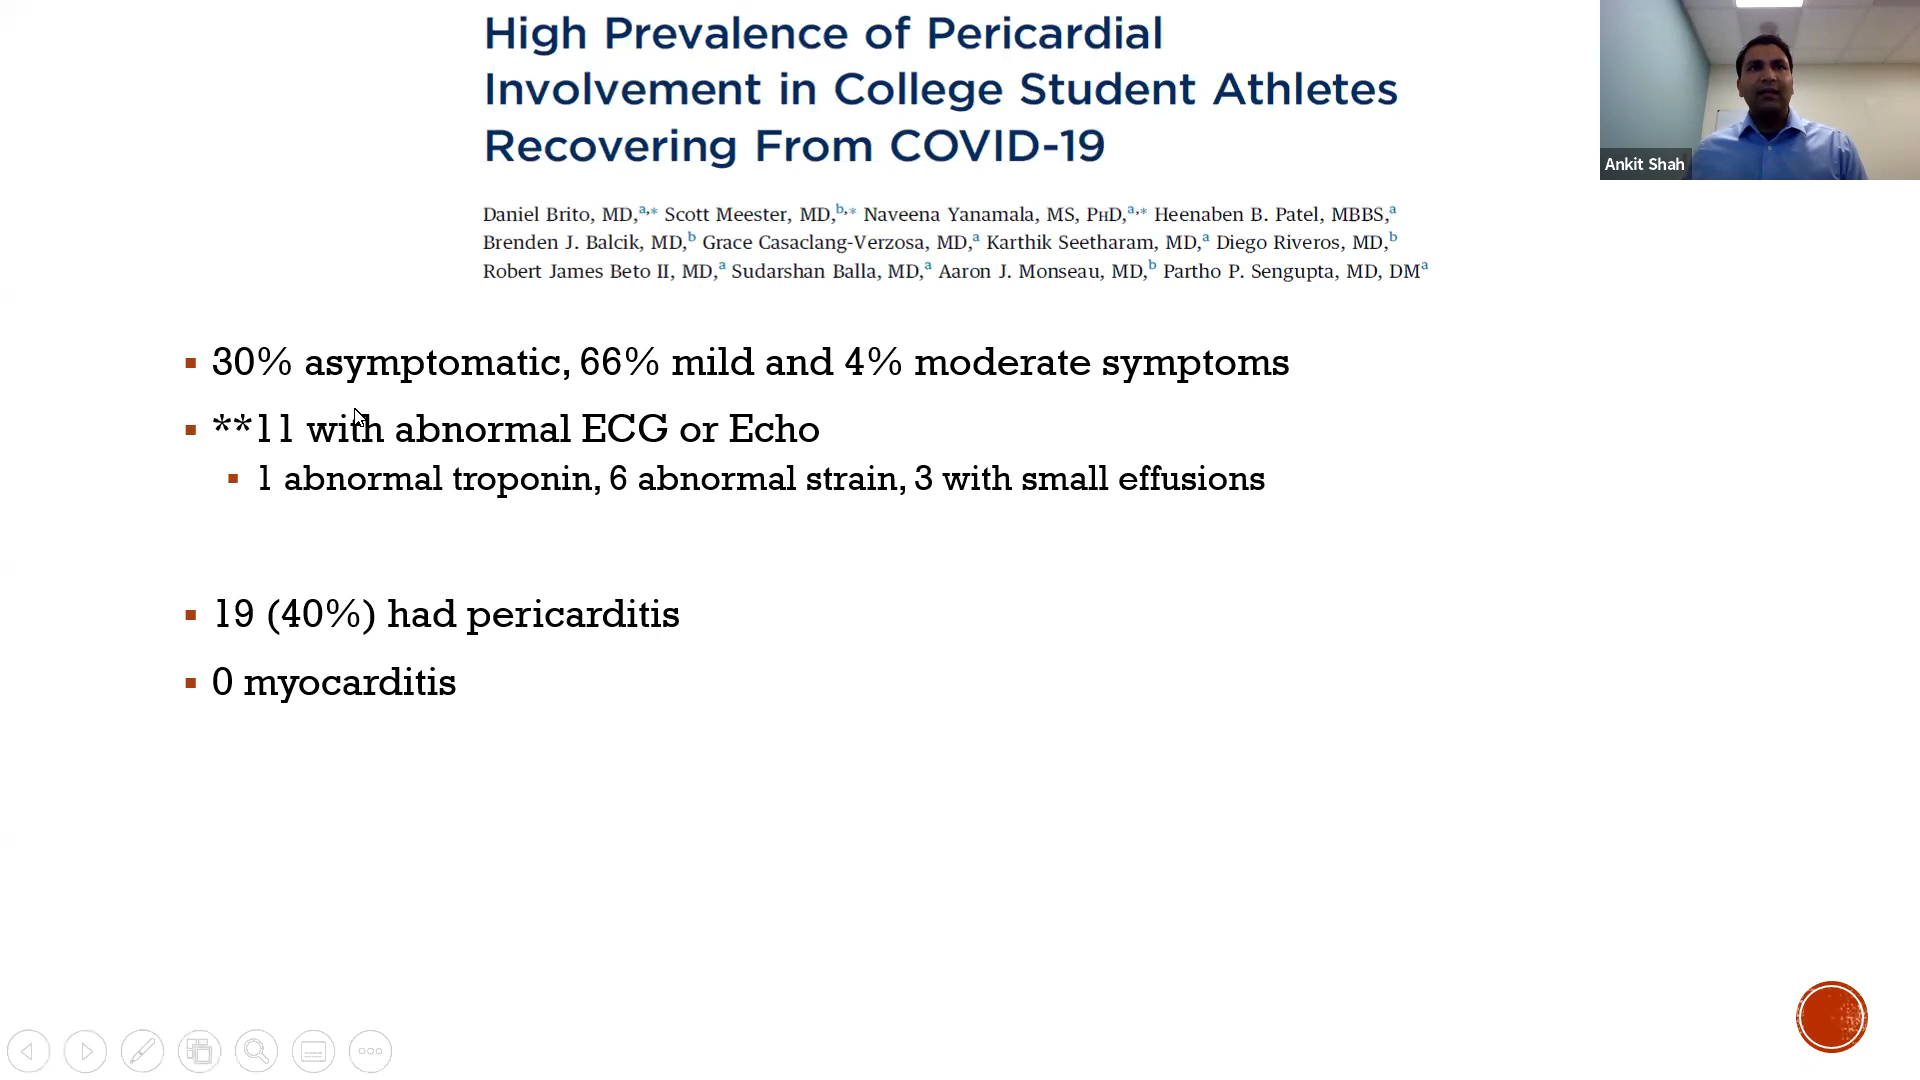 High Prevalence of Pericardial
Involvement in College Student Athletes
Recovering From COVID-19
Ankit Shah
Daniel Brito, MD,a,* Scott Meester, MD,b,* Naveena Yanamala, MS, PHD,a,* Heenaben B. Patel, MBBS,a
Brenden J. Balcik, MD,b Grace Casaclang-Verzosa, MD,a Karthik Seetharam, MD,a Diego Riveros, MD,b
Robert James Beto II, MD,a Sudarshan Balla, MD,a Aaron J. Monseau, MD,b Partho P. Sengupta, MD, DMa
▪ 30% asymptomatic, 66% mild and 4% moderate symptoms
▪ **11 with abnormal ECG or Echo
▪ 1 abnormal troponin, 6 abnormal strain, 3 with small effusions
▪ 19 (40%) had pericarditis
▪ 0 myocarditis